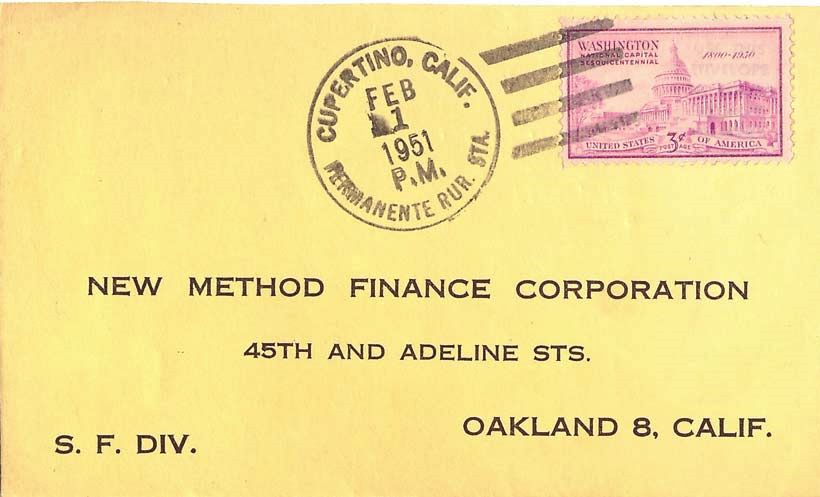 CUPERTINO, CALIF.
FEB
1
1951
P.M.
PERMANENTE RUR. STA.
WASHINGTON
NATIONAL CAPITAL
SESQUICENTENNIAL
1800-1950
UNITED STATES 3¢ OF AMERICA
POSTAGE
NEW METHOD FINANCE CORPORATION
45TH AND ADELINE STS.
OAKLAND 8, CALIF.
S. F. DIV.